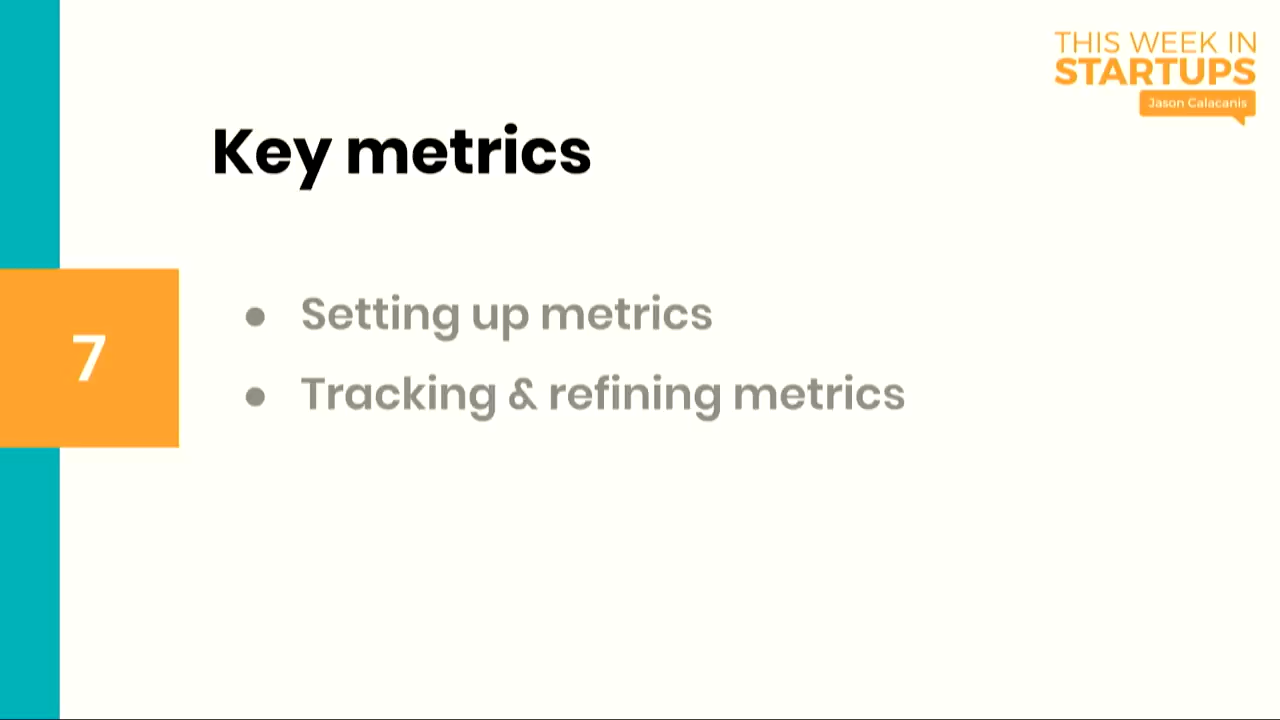 THIS WEEK IN
STARTUPS
Jason Calacanis
Key metrics
7
● Setting up metrics
● Tracking & refining metrics